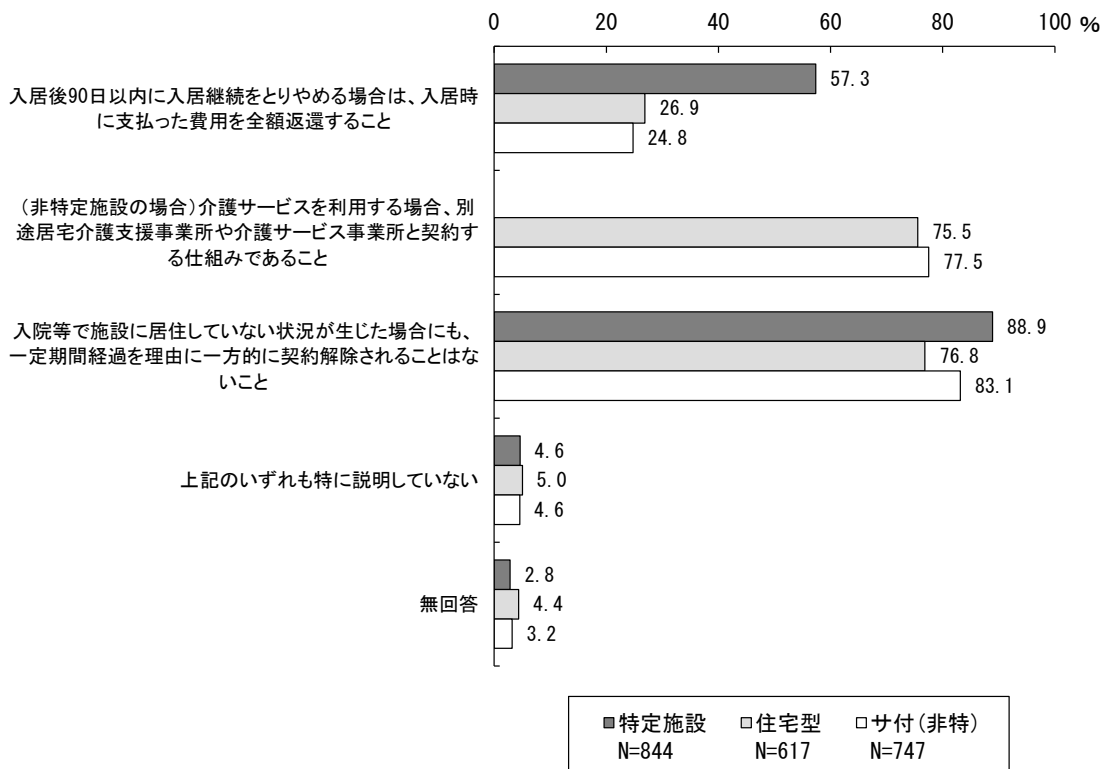 0 20 40 60 80 100 %
入居後90日以内に入居継続をとりやめる場合は、入居時
に支払った費用を全額返還すること
57.3
26.9
24.8
(非特定施設の場合)介護サービスを利用する場合、別
途居宅介護支援事業所や介護サービス事業所と契約す
る仕組みであること
75.5
77.5
入院等で施設に居住していない状況が生じた場合にも、
一定期間経過を理由に一方的に契約解除されることはな
いこと
88.9
76.8
83.1
上記のいずれも特に説明していない
4.6
5.0
4.6
無回答
2.8
4.4
3.2
特定施設 住宅型 サ付(非特)
N=844 N=617 N=747